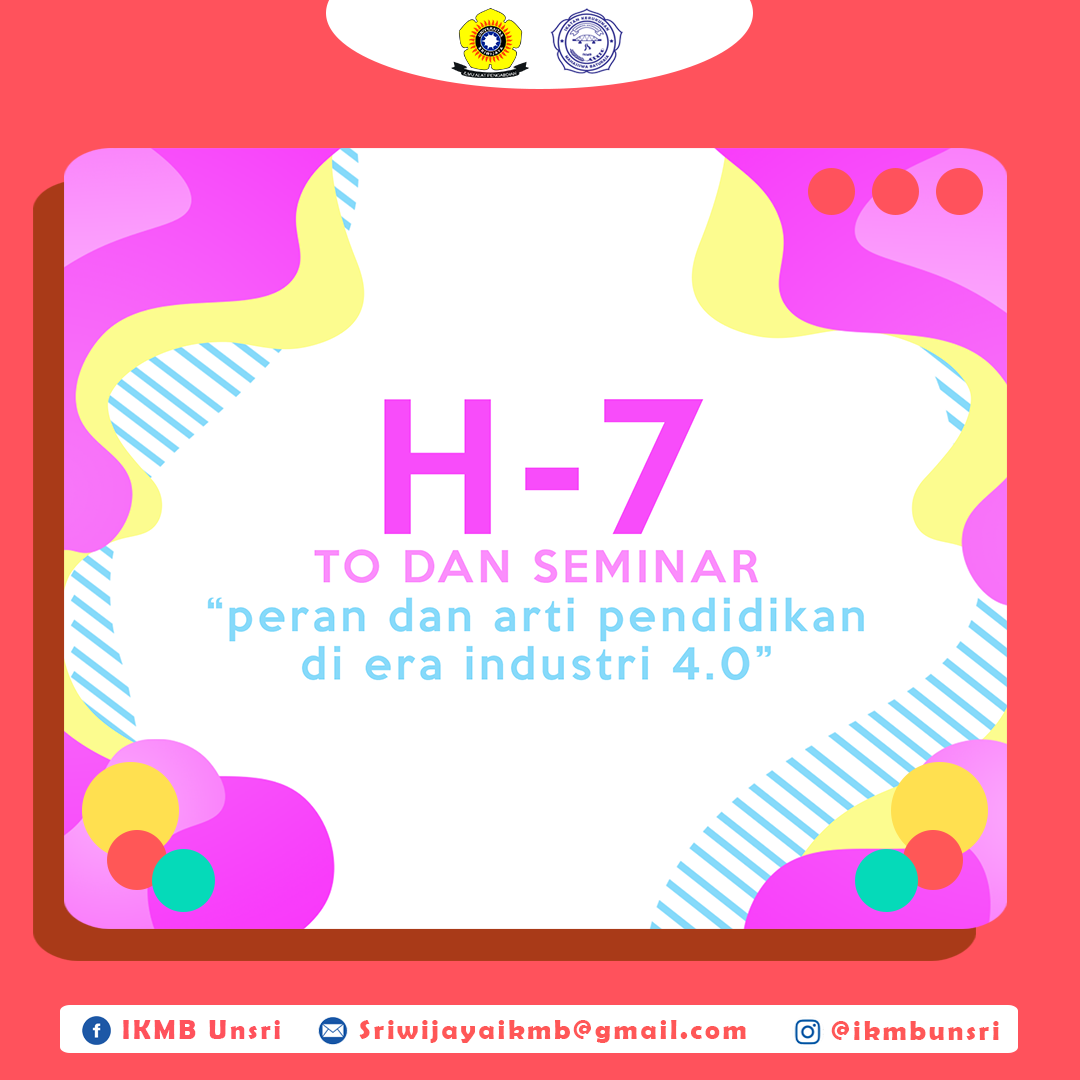 ILMU ALAT PENGABDIAN
H-7
TO DAN SEMINAR
“peran dan arti pendidikan
di era industri 4.0”
IKMB Unsri
Sriwijayaikmb@gmail.com
@ikmbunsri